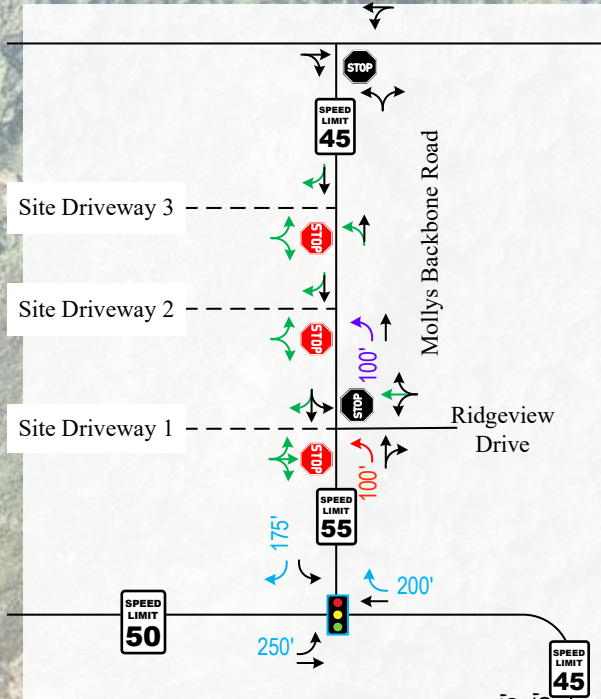 STOP
SPEED
LIMIT
45
Mollys Backbone Road
Site Driveway 3
STOP
Site Driveway 2
STOP
100'
STOP
Ridgeview
Drive
Site Driveway 1
STOP
100'
SPEED
LIMIT
55
175'
200'
SPEED
LIMIT
50
250'
SPEED
LIMIT
45